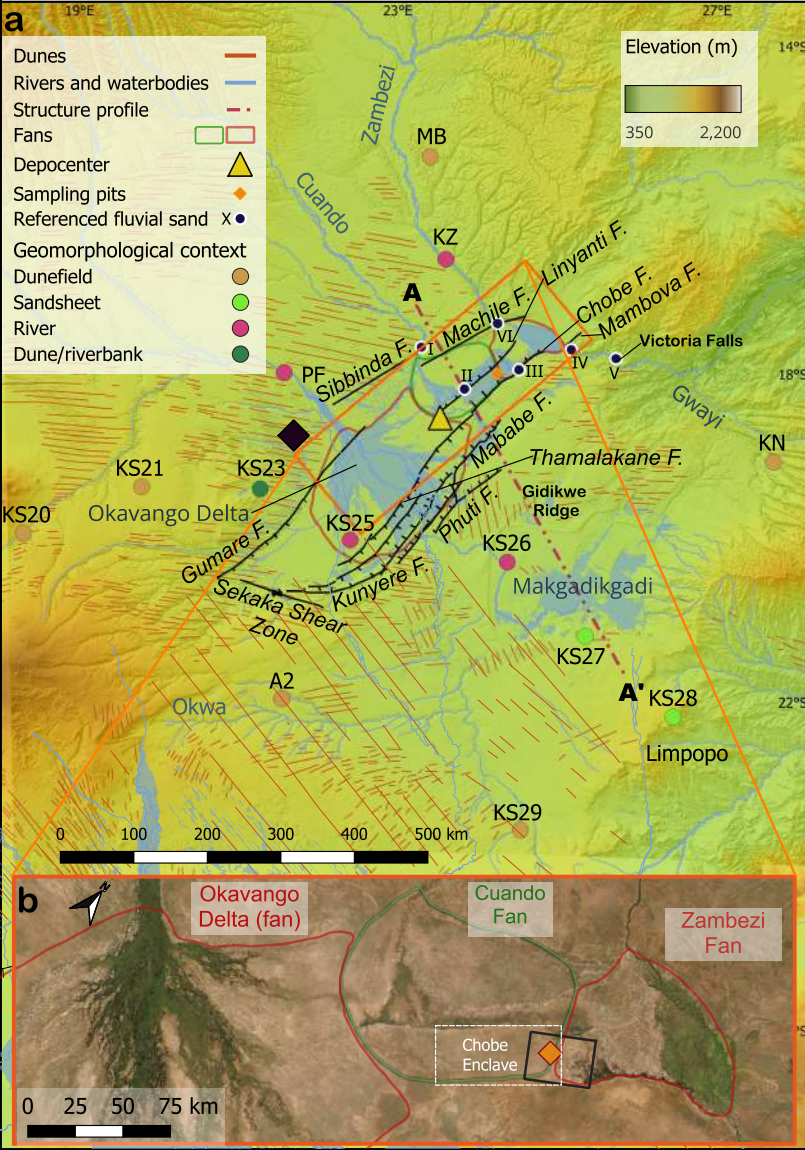 a
19°E
23°E
27°E
14°S
18°S
22°S
Dunes
Rivers and waterbodies
Structure profile
Fans
Depocenter
Sampling pits
Referenced fluvial sand X
Geomorphological context
Dunefield
Sandsheet
River
Dune/riverbank
Elevation (m)
350 2,200
Zambezi
MB
Cuando
KZ
Linyanti F.
A
Chobe F.
Machile F.
Mambova F.
VI
Victoria Falls
Sibbinda F.
I
IV
V
PF
II
III
Gwayi
Mababe F.
KN
KS21
KS23
Thamalakane F.
Gidikwe
Ridge
KS20
Okavango Delta
Phuti F.
KS25
KS26
Gumare F.
Kunyere F.
Makgadikgadi
Sekaka Shear
Zone
KS27
A'
KS28
A2
Okwa
Limpopo
KS29
0 100 200 300 400 500 km
b
N
Okavango
Delta (fan)
Cuando
Fan
Zambezi
Fan
Chobe
Enclave
0 25 50 75 km